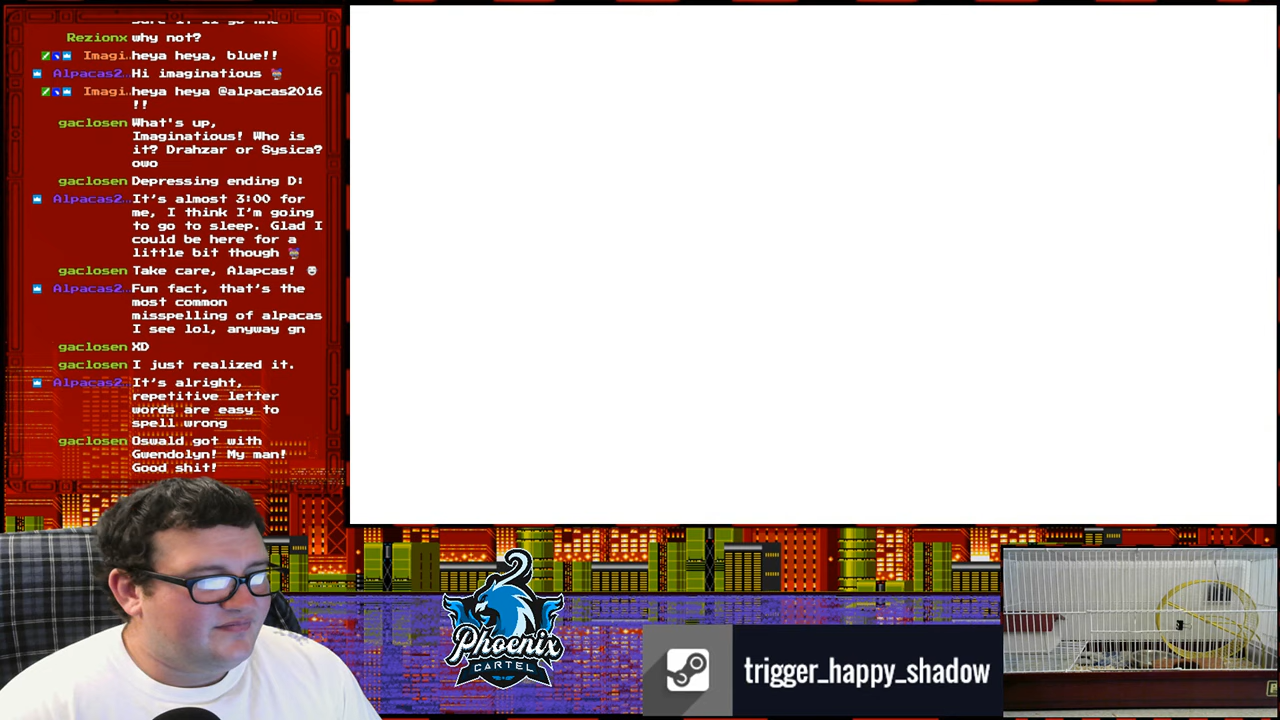 Rezionx why not?
Imagi.. heya heya, blue!!
Alpacas2.. Hi imaginatious
Imagi.. heya heya @alpacas2016
!!
gaclosen What's up,
Imaginatious! Who is
it? Drahzar or Sysica?
owo
gaclosen Depressing ending D:
Alpacas2.. It's almost 3:00 for
me, I think I'm going
to go to sleep. Glad I
could be here for a
little bit though
gaclosen Take care, Alapcas!
Alpacas2.. Fun fact, that's the
most common
misspelling of alpacas
I see lol, anyway gn
gaclosen XD
gaclosen I just realized it.
Alpacas2.. It's alright,
repetitive letter
words are easy to
spell wrong
gaclosen Oswald got with
Gwendolyn! My man!
Good shit!
Phoenix
CARTEL
trigger_happy_shadow